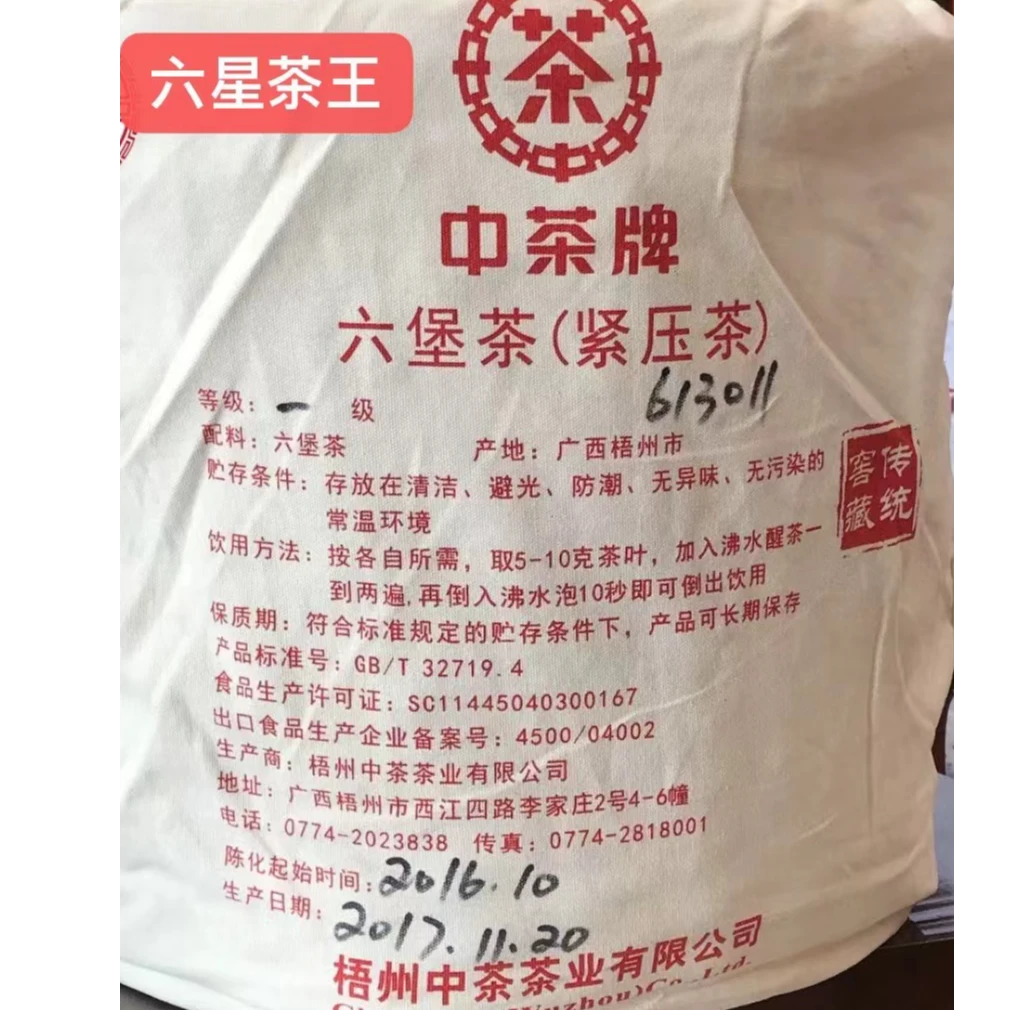 六星茶王
茶
中茶牌
六堡茶(紧压茶)
613011
等级：一 级
配料：六堡茶 产地：广西梧州市
贮存条件：存放在清洁、避光、防潮、无异味、无污染的
常温环境
传统
窖藏
饮用方法：按各自所需，取5-10克茶叶，加入沸水醒茶一
到两遍,再倒入沸水泡10秒即可倒出饮用
保质期：符合标准规定的贮存条件下，产品可长期保存
产品标准号：GB/T 32719.4
食品生产许可证：SC11445040300167
出口食品生产企业备案号：4500/04002
生产商：梧州中茶茶业有限公司
地址：广西梧州市西江四路李家庄2号4-6幢
电话：0774-2023838 传真：0774-2818001
陈化起始时间：2016.10
生产日期：2017.11.20
梧州中茶茶业有限公司
(Wuzhou)Co.,Ltd.